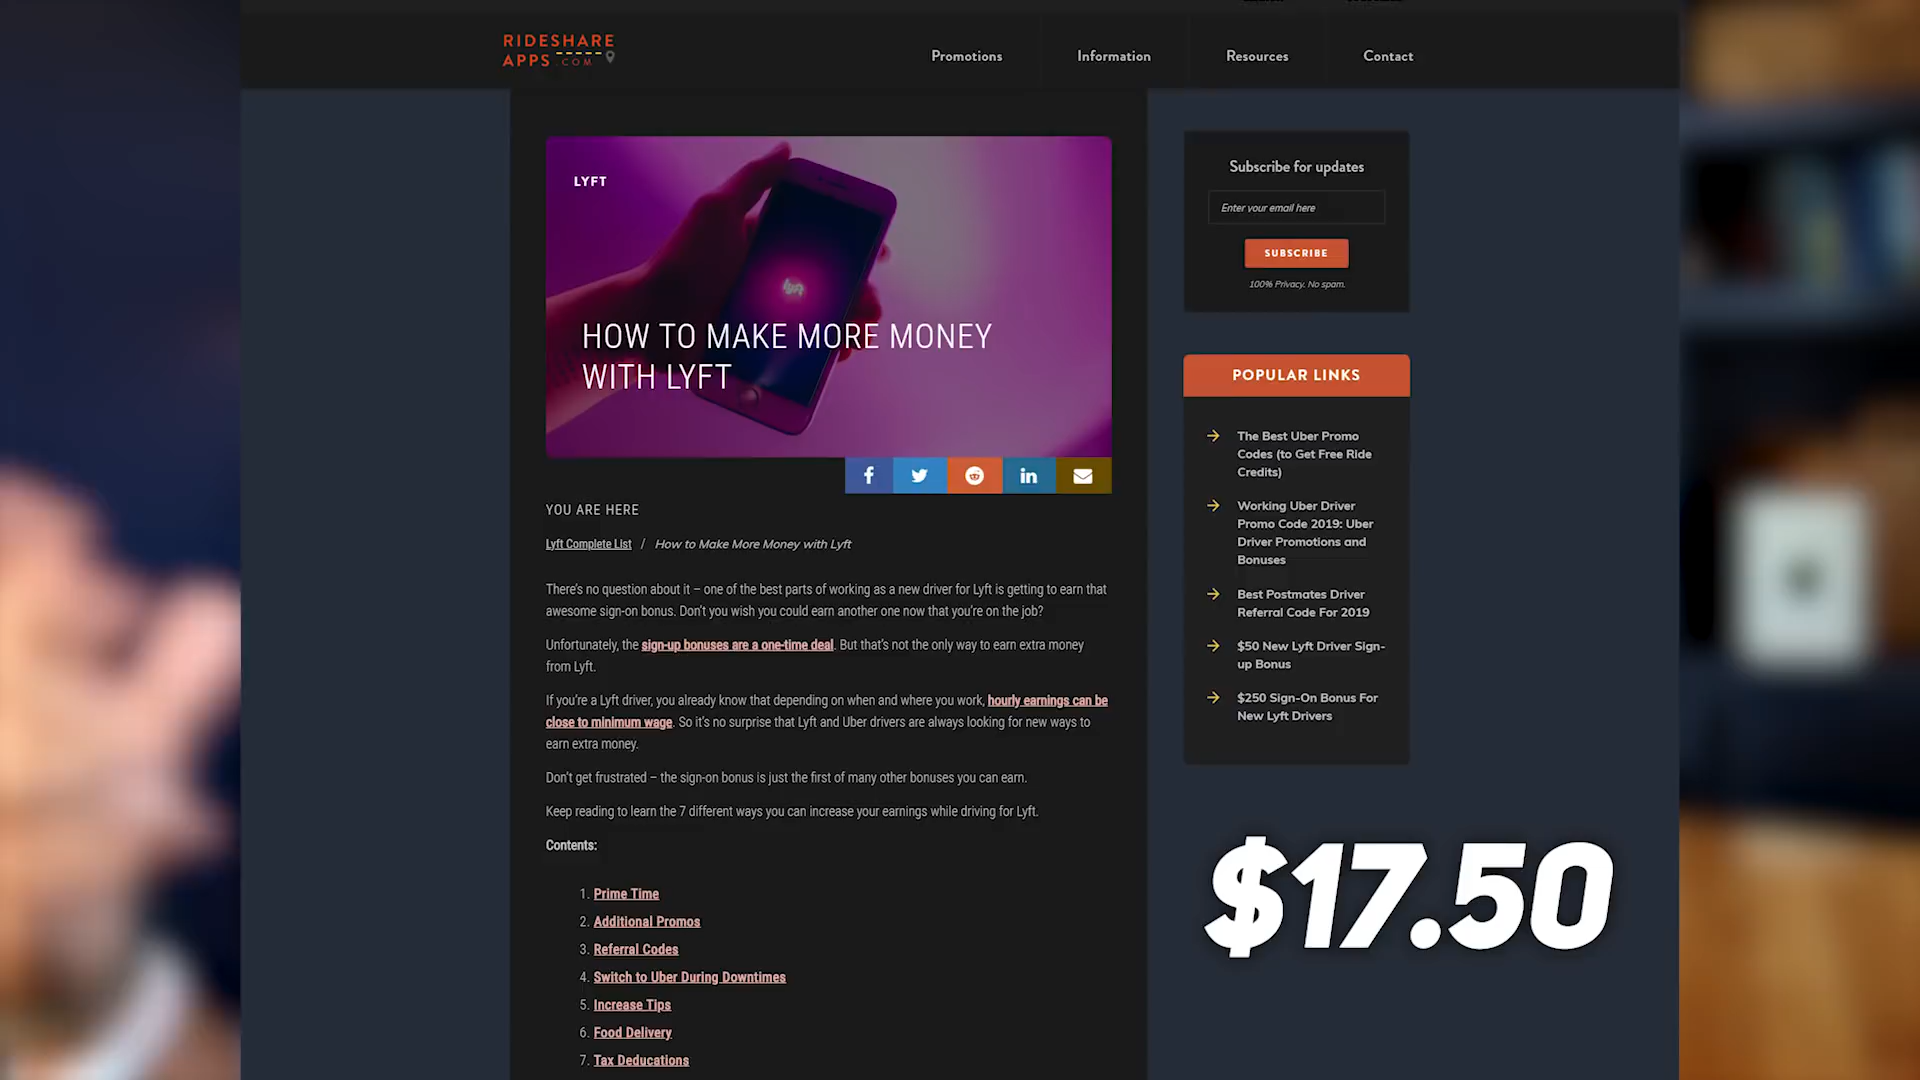 RIDESHARE
APPS .COM
Promotions
Information
Resources
Contact
LYFT
lyft
HOW TO MAKE MORE MONEY
WITH LYFT
YOU ARE HERE
Lyft Complete List / How to Make More Money with Lyft
There's no question about it – one of the best parts of working as a new driver for Lyft is getting to earn that
awesome sign-on bonus. Don't you wish you could earn another one now that you're on the job?
Unfortunately, the sign-up bonuses are a one-time deal. But that's not the only way to earn extra money
from Lyft.
If you're a Lyft driver, you already know that depending on when and where you work, hourly earnings can be
close to minimum wage. So it's no surprise that Lyft and Uber drivers are always looking for new ways to
earn extra money.
Don't get frustrated – the sign-on bonus is just the first of many other bonuses you can earn.
Keep reading to learn the 7 different ways you can increase your earnings while driving for Lyft.
Contents:
1. Prime Time
2. Additional Promos
3. Referral Codes
4. Switch to Uber During Downtimes
5. Increase Tips
6. Food Delivery
7. Tax Deducations
Subscribe for updates
Enter your email here
SUBSCRIBE
100% Privacy. No spam.
POPULAR LINKS
The Best Uber Promo
Codes (to Get Free Ride
Credits)
Working Uber Driver
Promo Code 2019: Uber
Driver Promotions and
Bonuses
Best Postmates Driver
Referral Code For 2019
$50 New Lyft Driver Sign-
up Bonus
$250 Sign-On Bonus For
New Lyft Drivers
$17.50